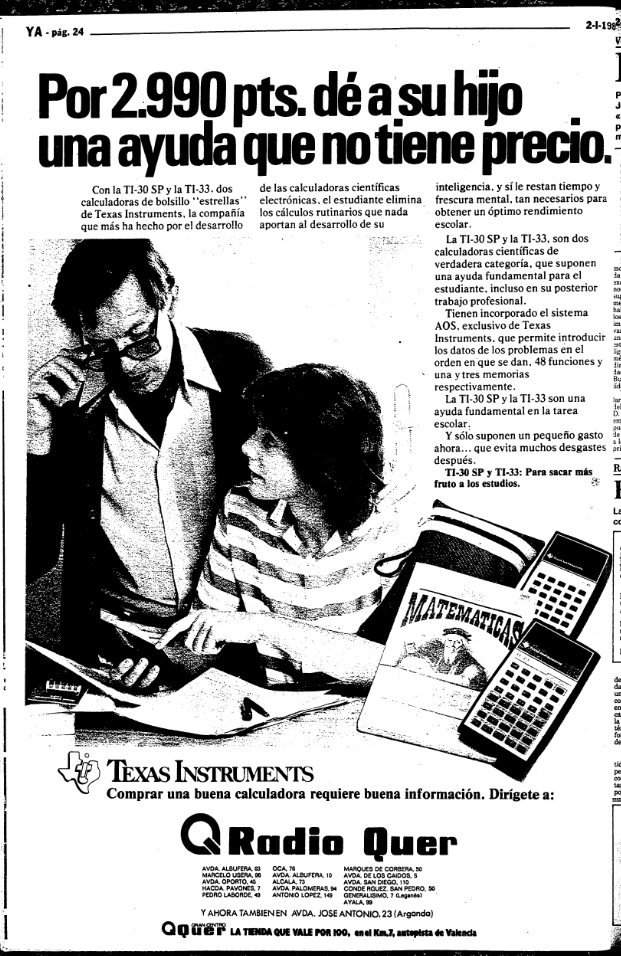 YA - pág. 24
2-I-198
Por 2.990 pts. dé a su hijo
una ayuda que no tiene precio.
Con la TI-30 SP y la TI-33, dos
calculadoras de bolsillo "estrellas"
de Texas Instruments, la compañía
que más ha hecho por el desarrollo
de las calculadoras científicas
electrónicas, el estudiante elimina
los cálculos rutinarios que nada
aportan al desarrollo de su
inteligencia, y sí le restan tiempo y
frescura mental, tan necesarios para
obtener un óptimo rendimiento
escolar.
La TI-30 SP y la TI-33, son dos
calculadoras científicas de
verdadera categoría, que suponen
una ayuda fundamental para el
estudiante, incluso en su posterior
trabajo profesional.
Tienen incorporado el sistema
AOS, exclusivo de Texas
Instruments, que permite introducir
los datos de los problemas en el
orden en que se dan, 48 funciones y
una y tres memorias
respectivamente.
La TI-30 SP y la TI-33 son una
ayuda fundamental en la tarea
escolar.
Y sólo suponen un pequeño gasto
ahora... que evita muchos desgastes
después.
TI-30 SP y TI-33: Para sacar más
fruto a los estudios.
MATEMATICAS
TEXAS INSTRUMENTS
Comprar una buena calculadora requiere buena información. Dirígete a:
Radio Quer
AVDA. ALBUFERA, 63
MARCELO USERA, 96
AVDA. OPORTO, 45
HACDA. PAVONES, 7
PEDRO LABORDE, 49
OCA, 76
AVDA. ALBUFERA, 10
ALCALA, 73
AVDA. PALOMERAS, 94
ANTONIO LOPEZ, 149
MARQUES DE CORBERA, 50
AVDA. DE LOS CAIDOS, 5
AVDA. SAN DIEGO, 110
CONDE RGUEZ. SAN PEDRO, 50
GENERALISIMO, 7 (Leganés)
AYALA, 99
Y AHORA TAMBIEN EN AVDA. JOSE ANTONIO, 23 (Arganda)
GRAN CENTRO
Qquer LA TIENDA QUE VALE POR 100, en el Km.7, autopista de Valencia